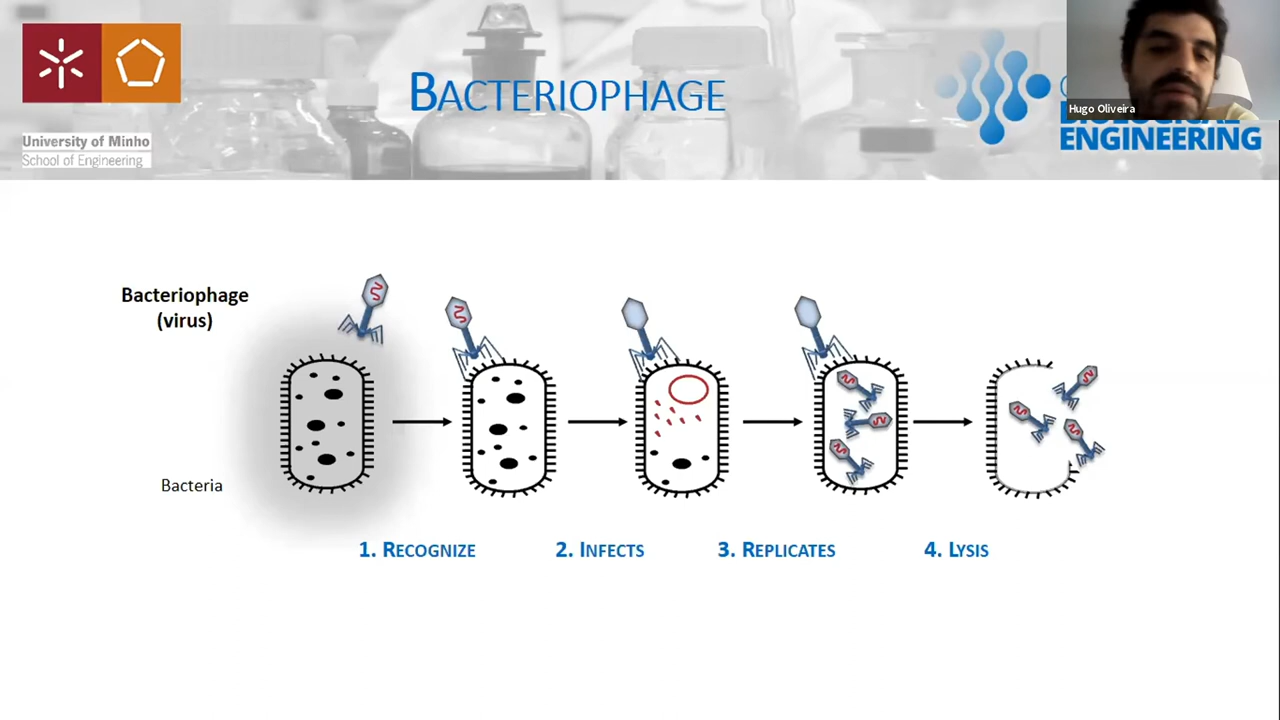 BACTERIOPHAGE
University of Minho
School of Engineering
Hugo Oliveira
ENGINEERING
Bacteriophage
(virus)
Bacteria
1. RECOGNIZE
2. INFECTS
3. REPLICATES
4. LYSIS